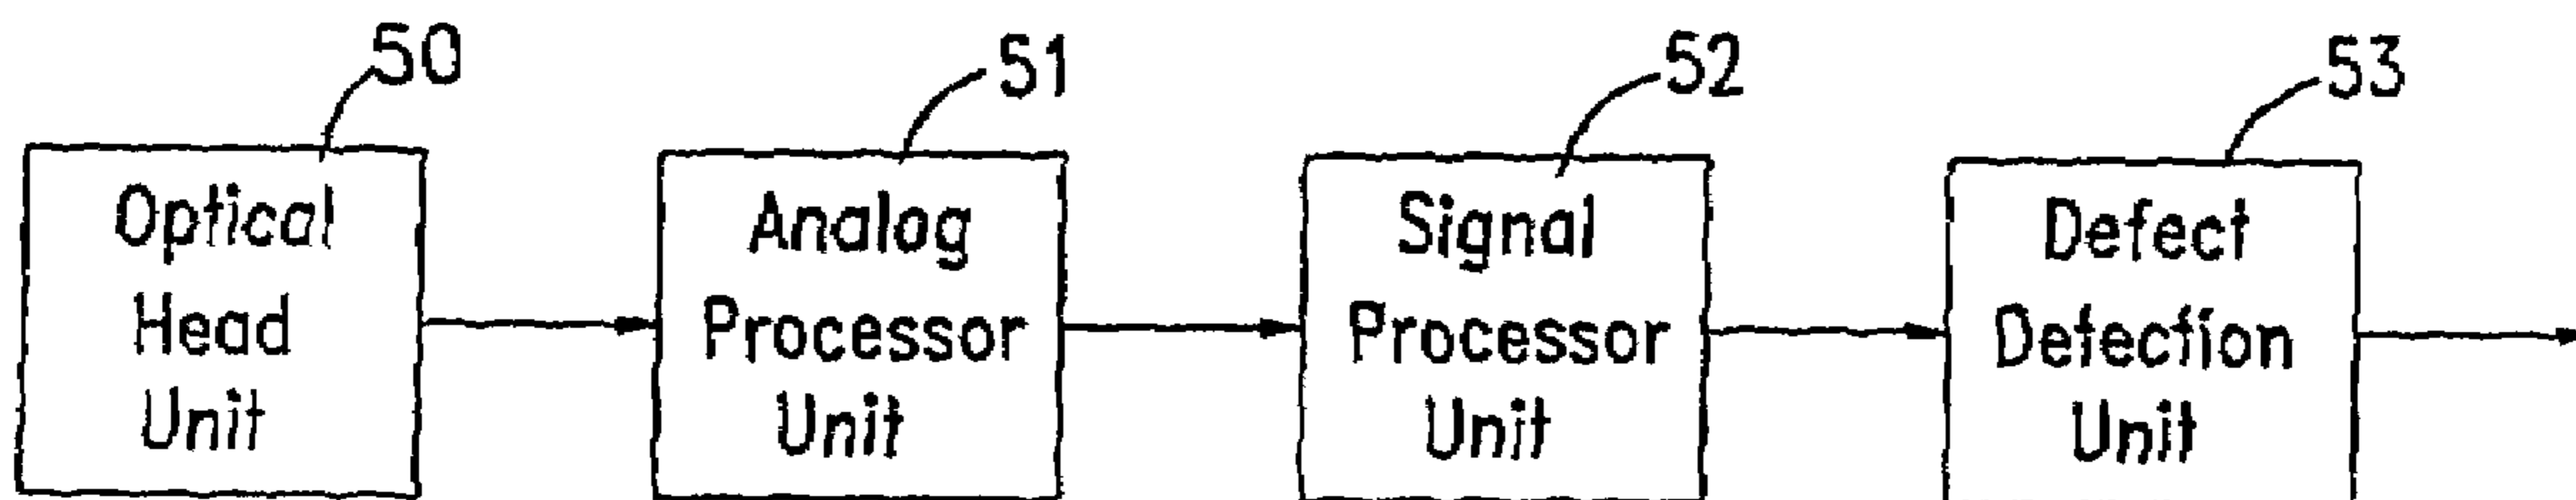 50
51
52
53
Optical
Head
Unit
Analog
Processor
Unit
Signal
Processor
Unit
Defect
Detection
Unit